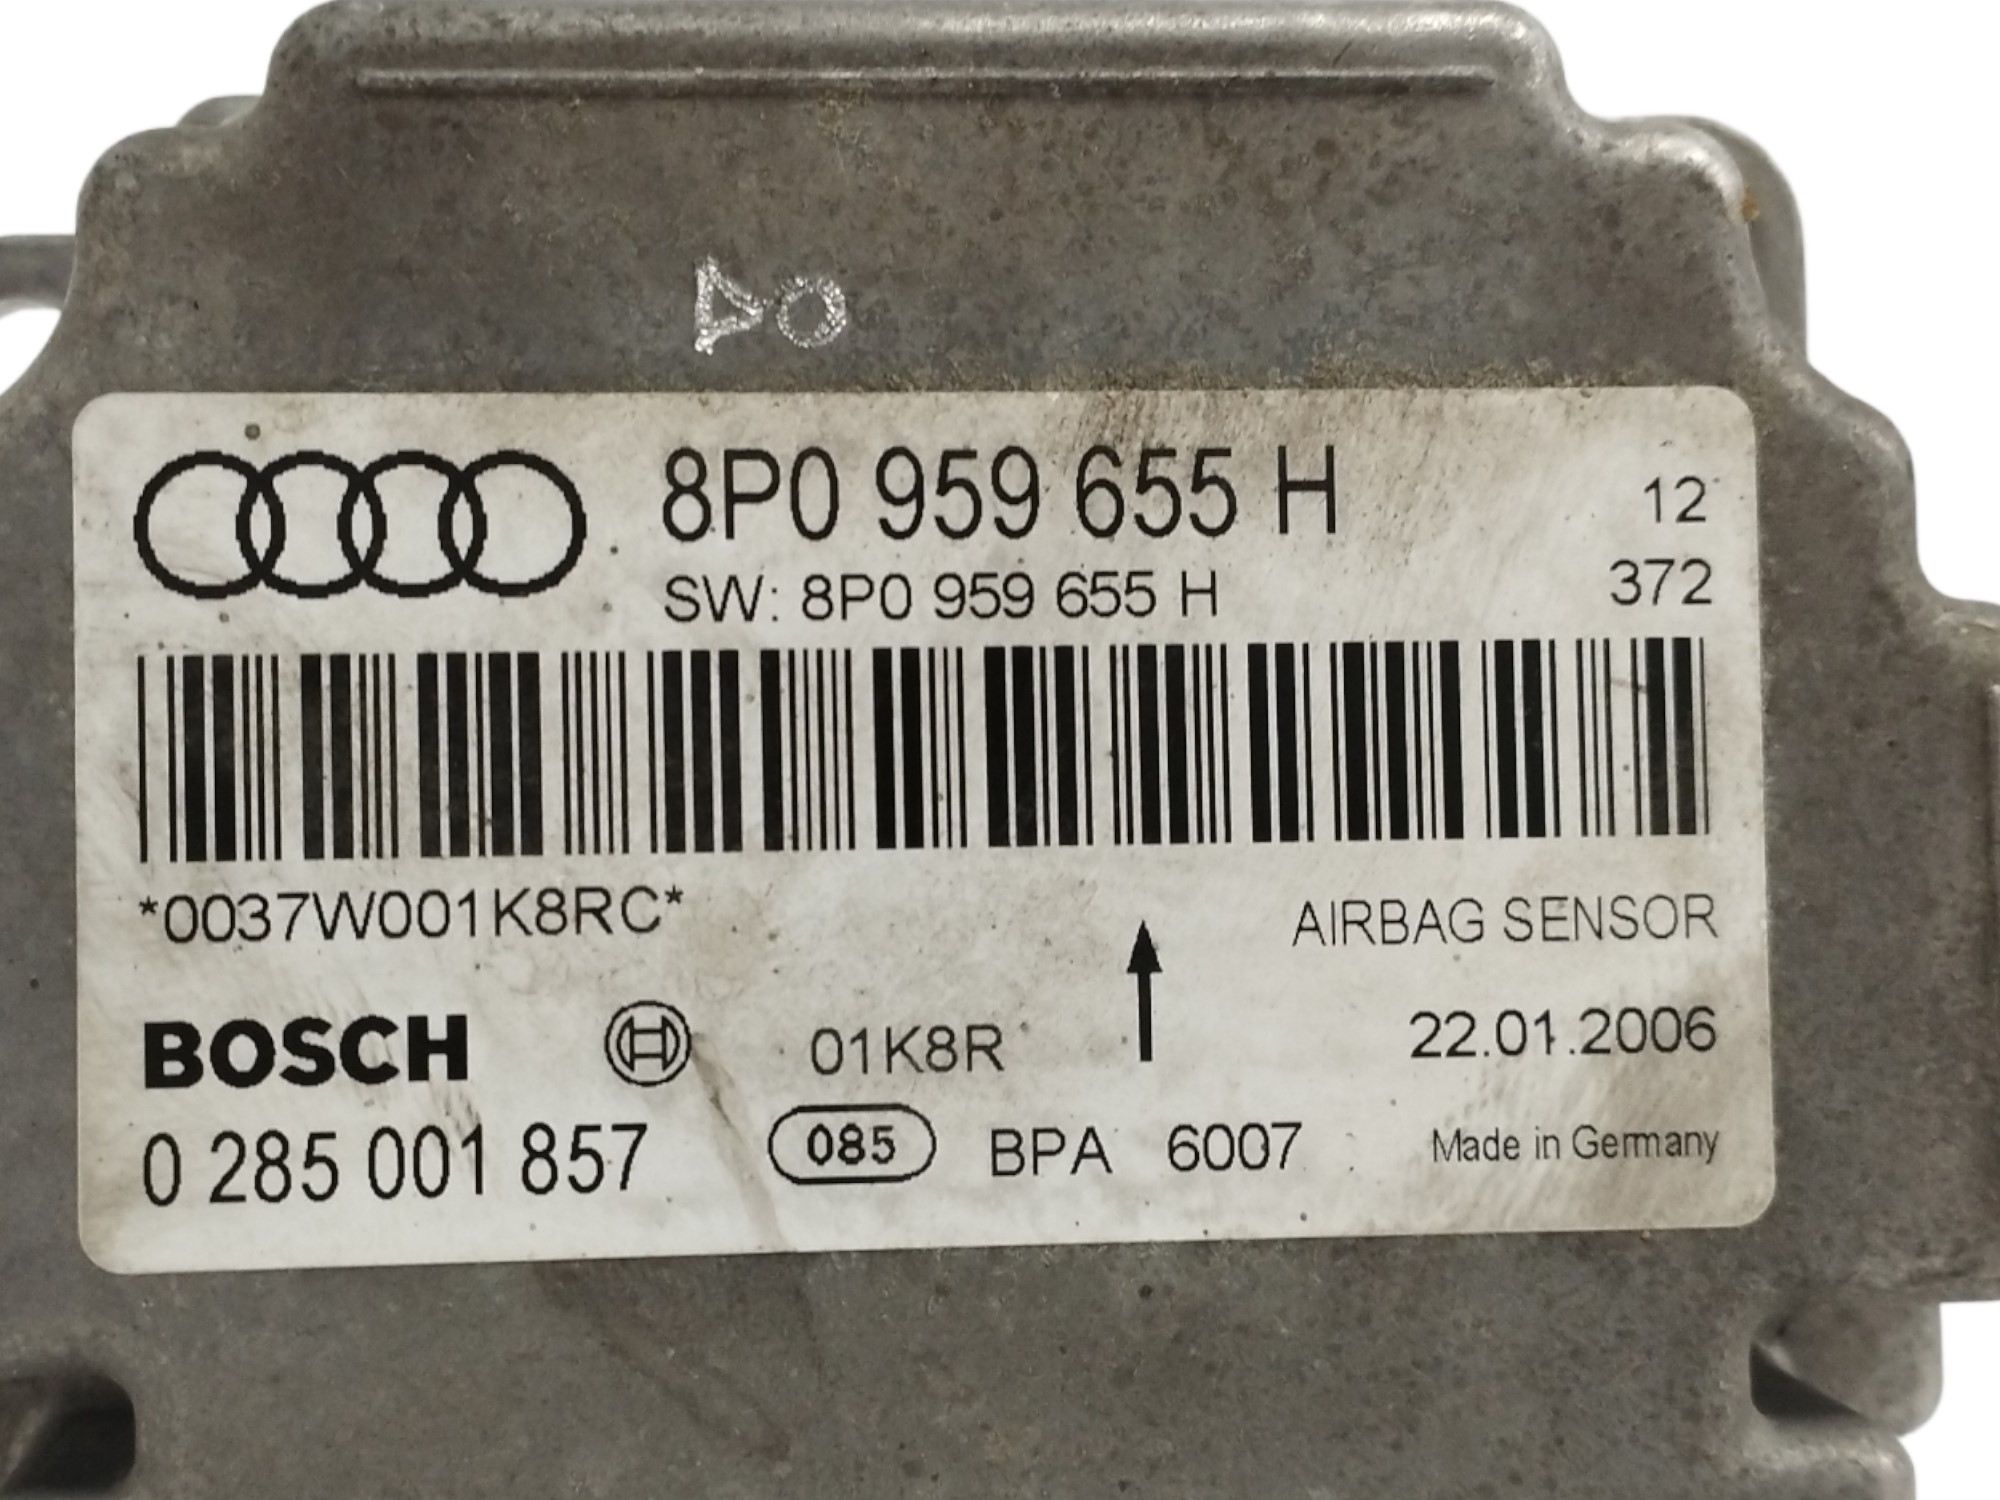 8P0 959 655 H
12
SW: 8P0 959 655 H
372
*0037W001K8RC*
AIRBAG SENSOR
BOSCH
01K8R
22.01.2006
0 285 001 857
085
BPA 6007
Made in Germany